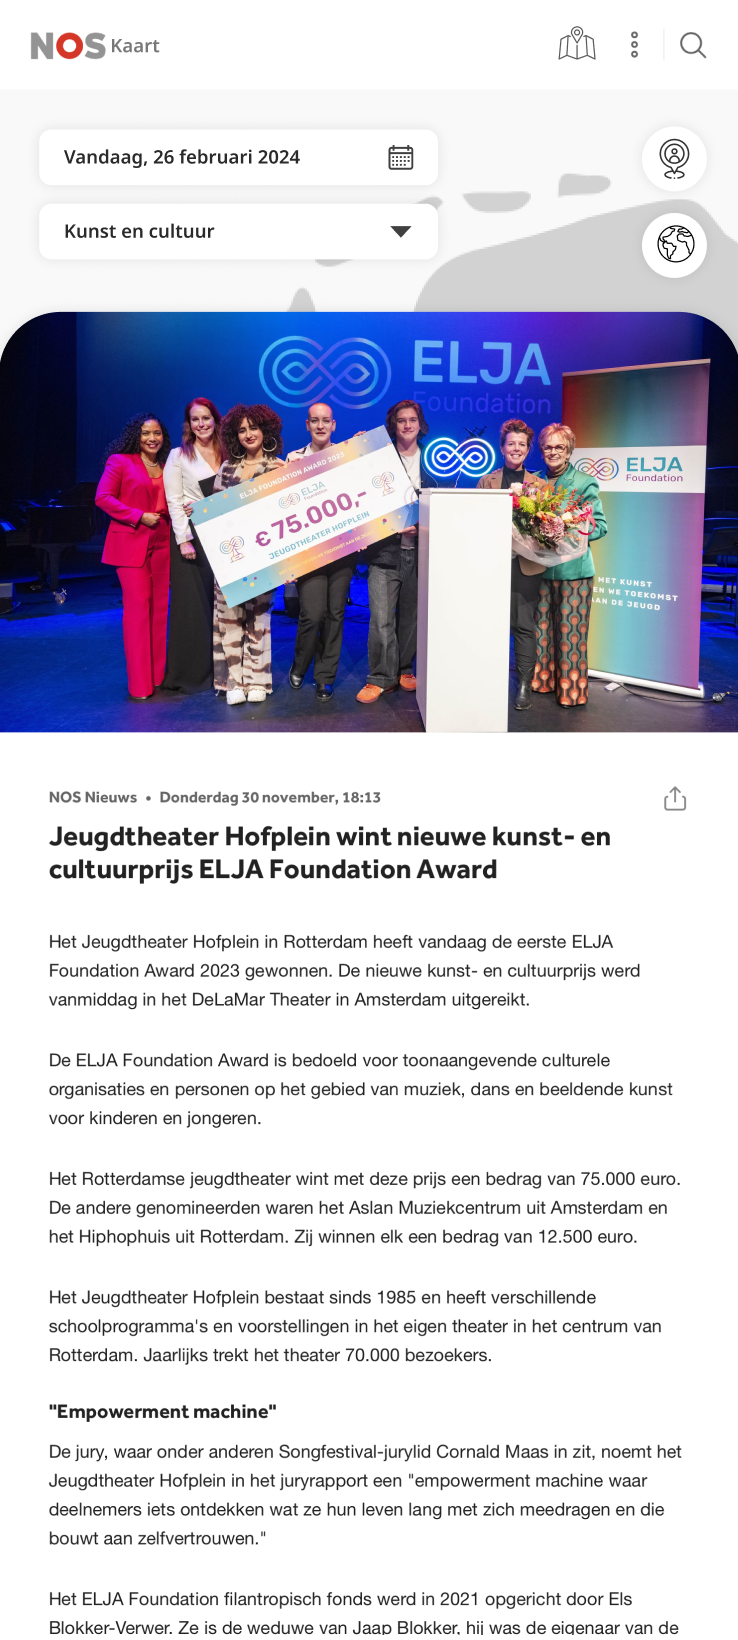 NOS Kaart
Vandaag, 26 februari 2024
Kunst en cultuur
ELJA
Foundation
ELJA FOUNDATION AWARD 2023
ELJA
Foundation
€ 75.000,-
JEUGDTHEATER HOFPLEIN
ELJA
Foundation
MET KUNST
EN WE TOEKOMST
AAN DE JEUGD
NOS Nieuws • Donderdag 30 november, 18:13
Jeugdtheater Hofplein wint nieuwe kunst- en
cultuurprijs ELJA Foundation Award
Het Jeugdtheater Hofplein in Rotterdam heeft vandaag de eerste ELJA
Foundation Award 2023 gewonnen. De nieuwe kunst- en cultuurprijs werd
vanmiddag in het DeLaMar Theater in Amsterdam uitgereikt.
De ELJA Foundation Award is bedoeld voor toonaangevende culturele
organisaties en personen op het gebied van muziek, dans en beeldende kunst
voor kinderen en jongeren.
Het Rotterdamse jeugdtheater wint met deze prijs een bedrag van 75.000 euro.
De andere genomineerden waren het Aslan Muziekcentrum uit Amsterdam en
het Hiphophuis uit Rotterdam. Zij winnen elk een bedrag van 12.500 euro.
Het Jeugdtheater Hofplein bestaat sinds 1985 en heeft verschillende
schoolprogramma's en voorstellingen in het eigen theater in het centrum van
Rotterdam. Jaarlijks trekt het theater 70.000 bezoekers.
"Empowerment machine"
De jury, waar onder anderen Songfestival-jurylid Cornald Maas in zit, noemt het
Jeugdtheater Hofplein in het juryrapport een "empowerment machine waar
deelnemers iets ontdekken wat ze hun leven lang met zich meedragen en die
bouwt aan zelfvertrouwen."
Het ELJA Foundation filantropisch fonds werd in 2021 opgericht door Els
Blokker-Verwer. Ze is de weduwe van Jaap Blokker, hij was de eigenaar van de